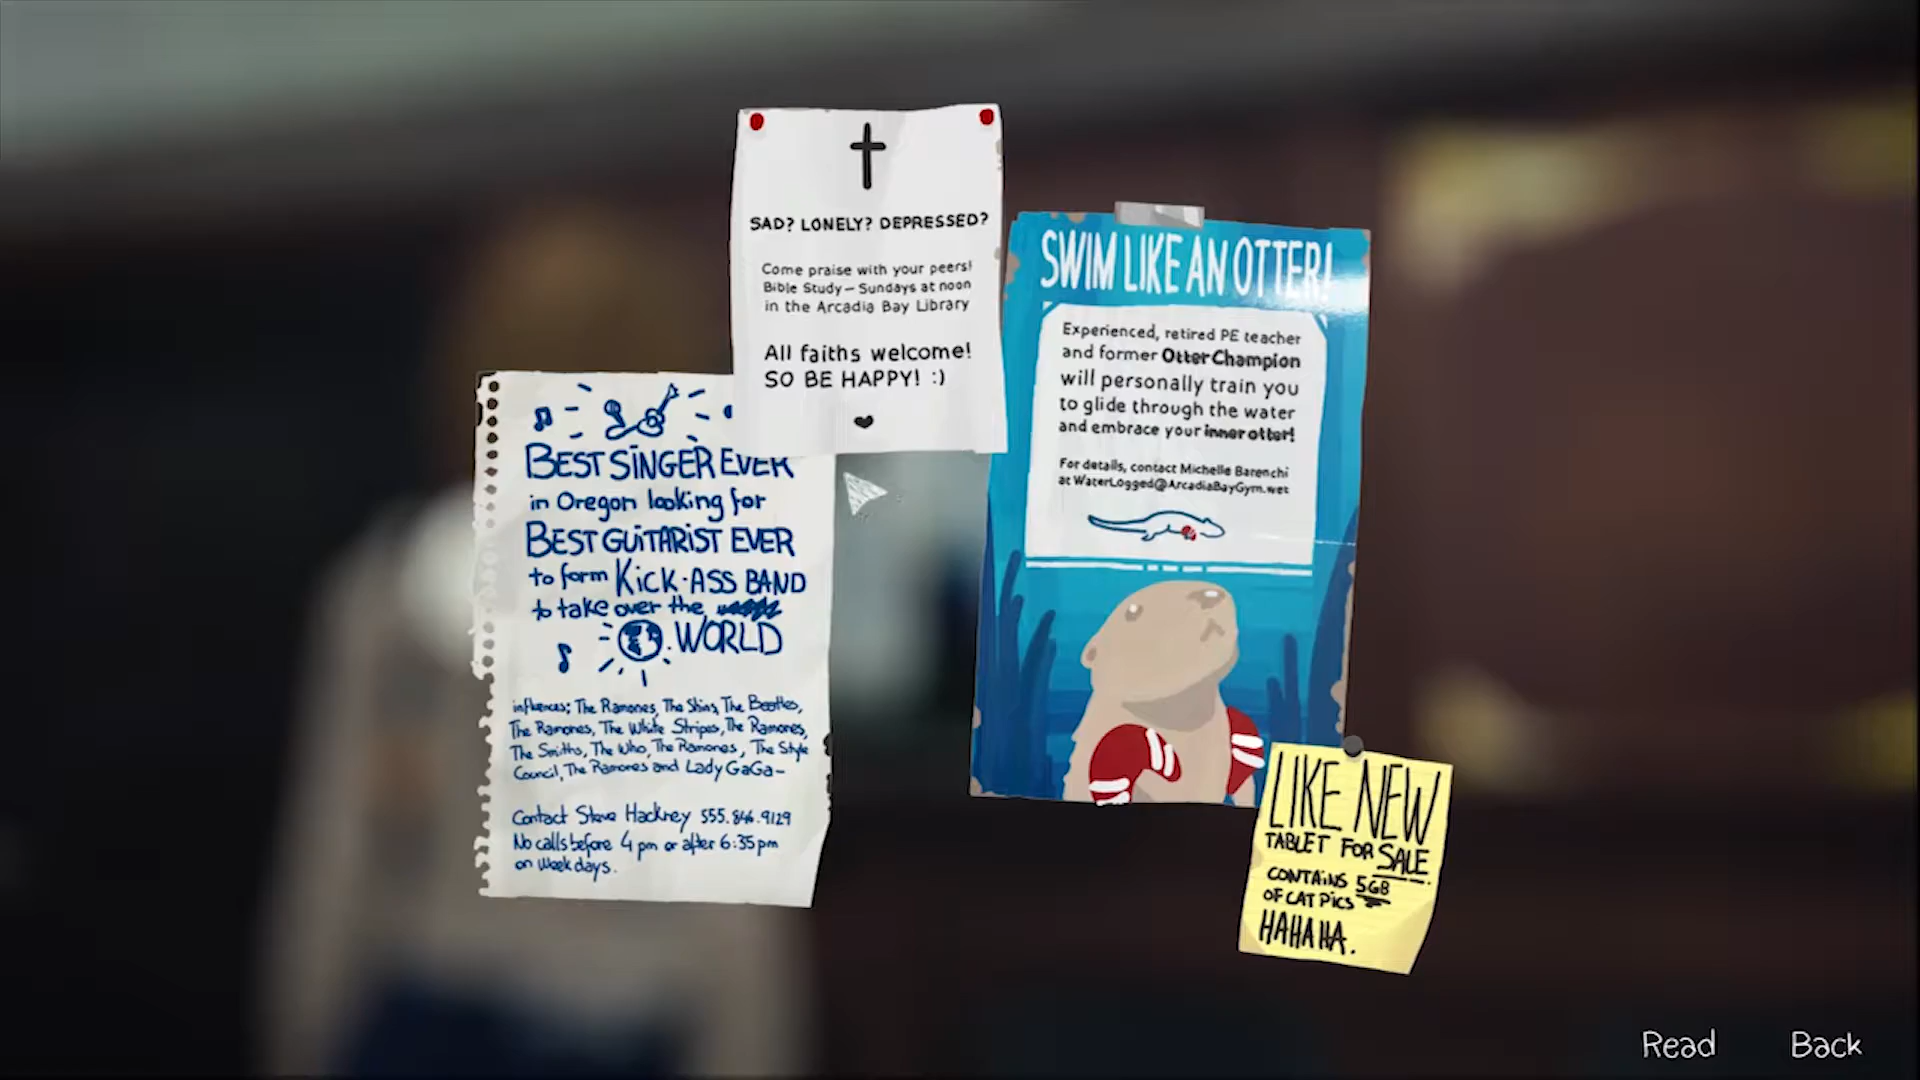 SAD? LONELY? DEPRESSED?
Come praise with your peers!
Bible Study - Sundays at noon
in the Arcadia Bay Library
All faiths welcome!
SO BE HAPPY! :)
SWIM LIKE AN OTTER!
Experienced, retired PE teacher
and former Otter Champion
will personally train you
to glide through the water
and embrace your inner otter!
For details, contact Michelle Barenchi
at WaterLogged@ArcadiaBayGym.wet
BEST SINGER EVER
in Oregon looking for
BEST GUITARIST EVER
to form KICK-ASS BAND
to take over the
WORLD
influences; The Ramones, The Shins, The Beatles,
The Ramones, The White Stripes, The Ramones,
The Smiths, The Who, The Ramones, The Style
Council, The Ramones and Lady GaGa-
Contact Steve Hackney 555.846.9129
No calls before 4 pm or after 6:35 pm
on weekdays.
LIKE NEW
TABLET FOR SALE.
CONTAINS 5GB
OF CAT PICS
HAHAHA.
Read Back